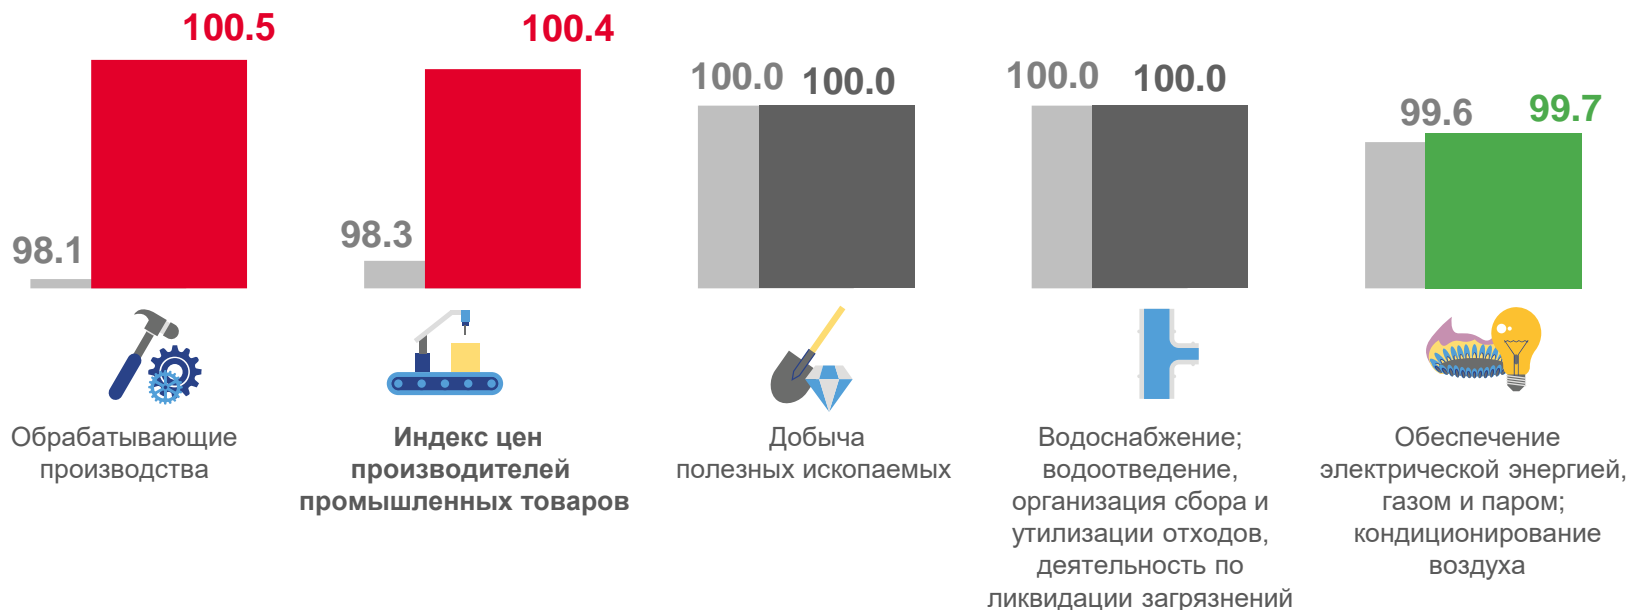 100.5
98.1
Обрабатывающие
производства
100.4
98.3
Индекс цен
производителей
промышленных товаров
100.0
100.0
Добыча
полезных ископаемых
100.0
100.0
Водоснабжение;
водоотведение,
организация сбора и
утилизации отходов,
деятельность по
ликвидации загрязнений
99.6
99.7
Обеспечение
электрической энергией,
газом и паром;
кондиционирование
воздуха